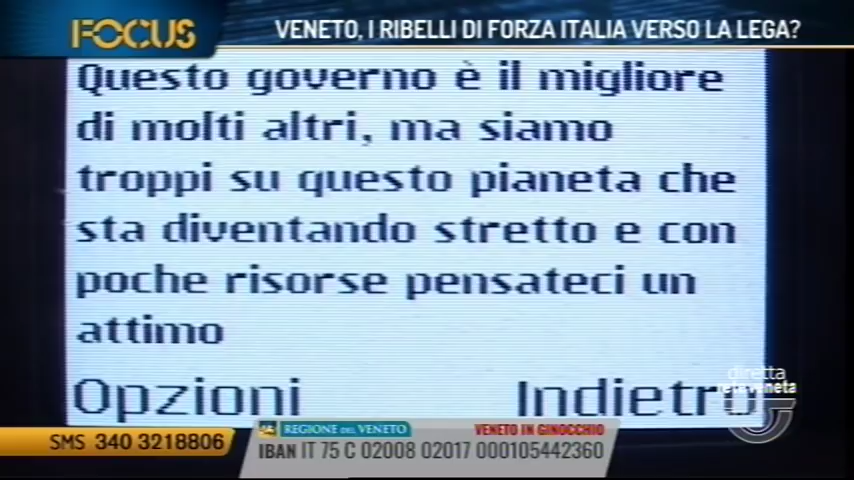 FOCUS
VENETO, I RIBELLI DI FORZA ITALIA VERSO LA LEGA?
Questo governo è il migliore
di molti altri, ma siamo
troppi su questo pianeta che
sta diventando stretto e con
poche risorse pensateci un
attimo
Opzioni Indietro
diretta
reteveneta
SMS 340 3218806
REGIONE DEL VENETO VENETO IN GINOCCHIO
IBAN IT 75 C 02008 02017 000105442360